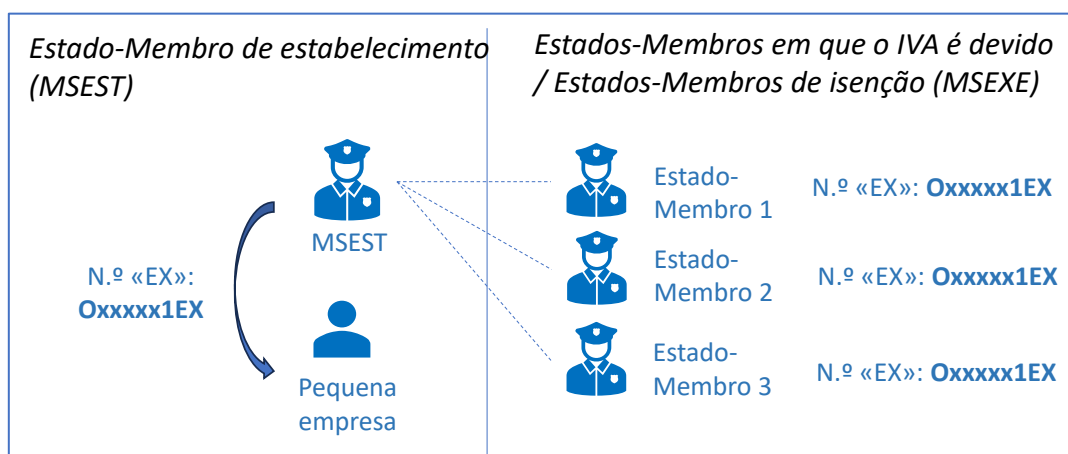 Estado-Membro de estabelecimento
(MSEST)
Estados-Membros em que o IVA é devido
/ Estados-Membros de isenção (MSEXE)
MSEST
N.º «EX»:
Oxxxxx1EX
Pequena
empresa
Estado-
Membro 1
N.º «EX»: Oxxxxx1EX
Estado-
Membro 2
N.º «EX»: Oxxxxx1EX
Estado-
Membro 3
N.º «EX»: Oxxxxx1EX